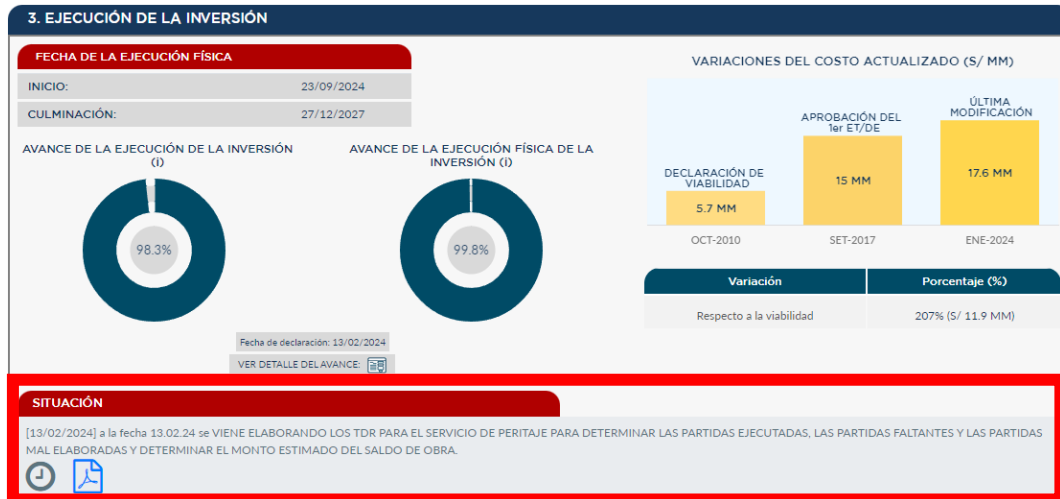 3. EJECUCIÓN DE LA INVERSIÓN
FECHA DE LA EJECUCIÓN FÍSICA
INICIO: 23/09/2024
CULMINACIÓN: 27/12/2027
AVANCE DE LA EJECUCIÓN DE LA INVERSIÓN
(i)
98.3%
AVANCE DE LA EJECUCIÓN FÍSICA DE LA
INVERSIÓN (i)
99.8%
Fecha de declaración: 13/02/2024
VER DETALLE DEL AVANCE:
VARIACIONES DEL COSTO ACTUALIZADO (S/ MM)
DECLARACIÓN DE
VIABILIDAD
5.7 MM
OCT-2010
APROBACIÓN DEL
1er ET/DE
15 MM
SET-2017
ÚLTIMA
MODIFICACIÓN
17.6 MM
ENE-2024
Variación Porcentaje (%)
Respecto a la viabilidad 207% (S/ 11.9 MM)
SITUACIÓN
[13/02/2024] a la fecha 13.02.24 se VIENE ELABORANDO LOS TDR PARA EL SERVICIO DE PERITAJE PARA DETERMINAR LAS PARTIDAS EJECUTADAS, LAS PARTIDAS FALTANTES Y LAS PARTIDAS
MAL ELABORADAS Y DETERMINAR EL MONTO ESTIMADO DEL SALDO DE OBRA.